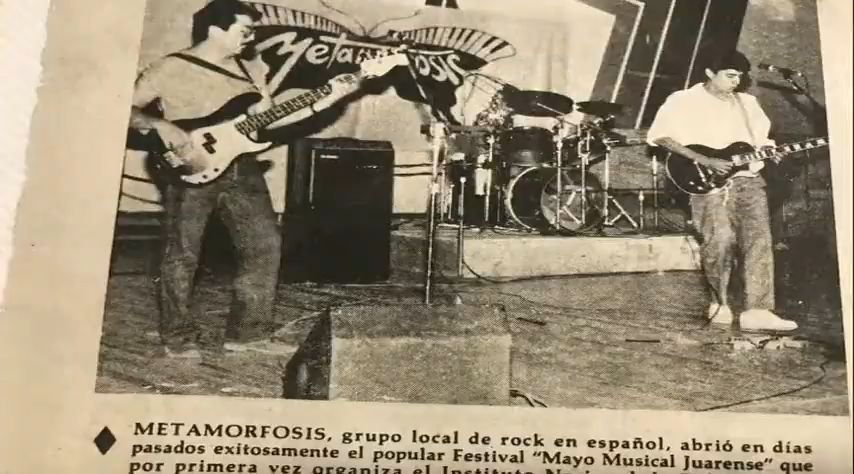 Metamorfosis
METAMORFOSIS, grupo local de rock en español, abrió en días
pasados exitosamente el popular Festival “Mayo Musical Juarense” que
por primera vez organiza el Instituto